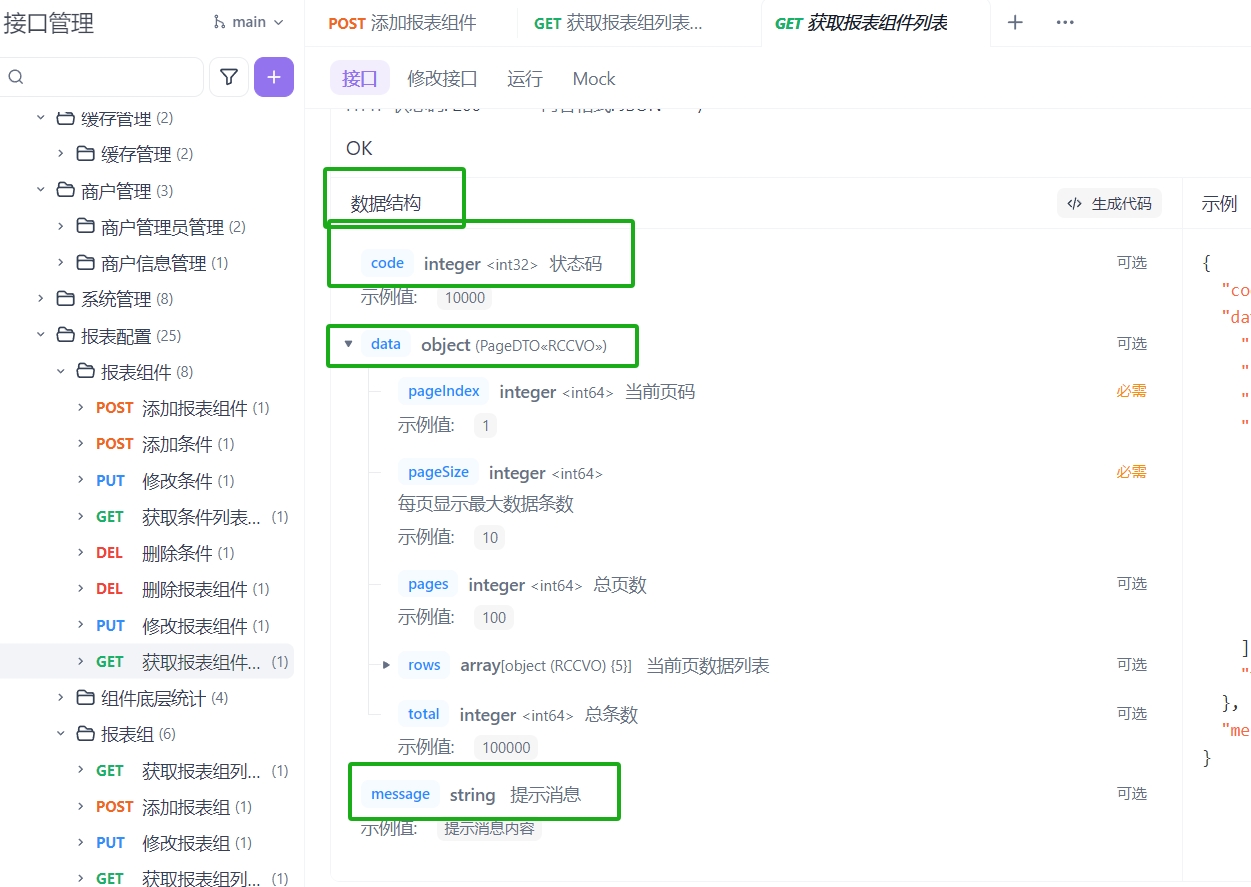 接口管理
main
缓存管理 (2)
缓存管理 (2)
商户管理 (3)
商户管理员管理 (2)
商户信息管理 (1)
系统管理 (8)
报表配置 (25)
报表组件 (8)
POST 添加报表组件 (1)
POST 添加条件 (1)
PUT 修改条件 (1)
GET 获取条件列表... (1)
DEL 删除条件 (1)
DEL 删除报表组件 (1)
PUT 修改报表组件 (1)
GET 获取报表组件... (1)
组件底层统计 (4)
报表组 (6)
GET 获取报表组列... (1)
POST 添加报表组 (1)
PUT 修改报表组 (1)
GET 获取报表组列... (1)
POST 添加报表组件
GET 获取报表组列表...
GET 获取报表组件列表
接口 修改接口 运行 Mock
OK
数据结构
</> 生成代码
code integer <int32> 状态码 可选
示例值: 10000
data object (PageDTO«RCCVO») 可选
pageIndex integer <int64> 当前页码 必需
示例值: 1
pageSize integer <int64> 必需
每页显示最大数据条数
示例值: 10
pages integer <int64> 总页数 可选
示例值: 100
rows array[object (RCCVO) {5}] 当前页数据列表 可选
total integer <int64> 总条数 可选
示例值: 100000
message string 提示消息 可选
示例值: 提示消息内容
示例
{
"co
"da
"
"
"
"
]
"
},
"me
}